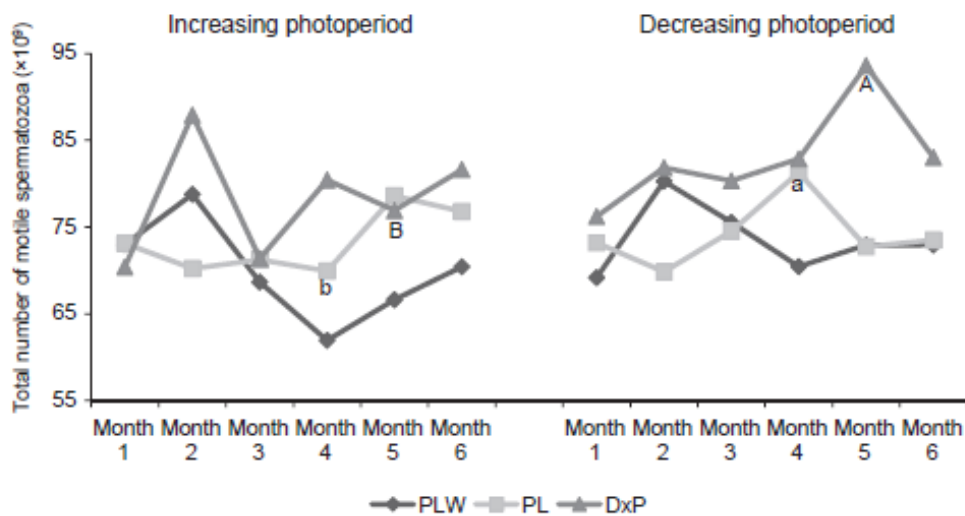 Increasing photoperiod Decreasing photoperiod
Total number of motile spermatozoa (×10⁹)
95
85
75
65
55
A
a
B
b
Month Month Month Month Month Month Month Month Month Month Month Month
1 2 3 4 5 6 1 2 3 4 5 6
PLW PL DxP